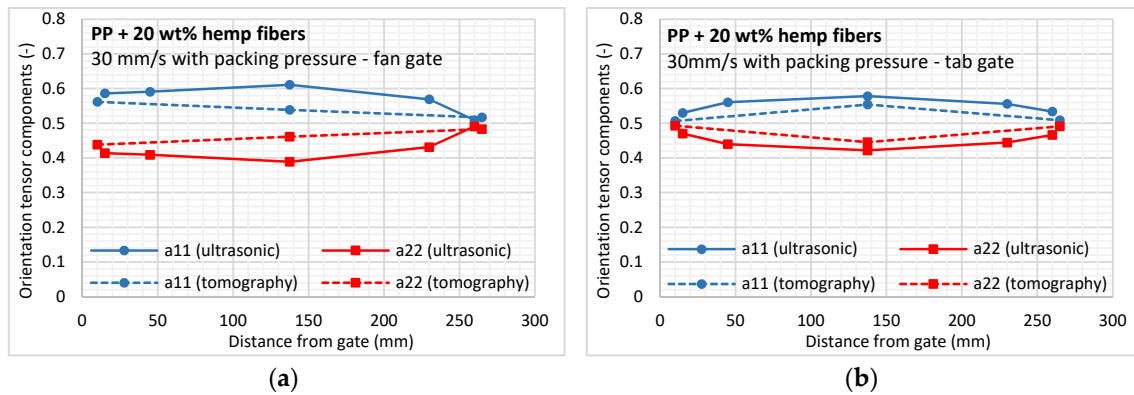 PP + 20 wt% hemp fibers
30 mm/s with packing pressure - fan gate
Orientation tensor components (-)
0.8
0.7
0.6
0.5
0.4
0.3
0.2
0.1
0
a11 (ultrasonic)
a22 (ultrasonic)
a11 (tomography)
a22 (tomography)
0 50 100 150 200 250 300
Distance from gate (mm)
(a)
PP + 20 wt% hemp fibers
30mm/s with packing pressure - tab gate
Orientation tensor components (-)
0.8
0.7
0.6
0.5
0.4
0.3
0.2
0.1
0
a11 (ultrasonic)
a22 (ultrasonic)
a11 (tomography)
a22 (tomography)
0 50 100 150 200 250 300
Distance from gate (mm)
(b)